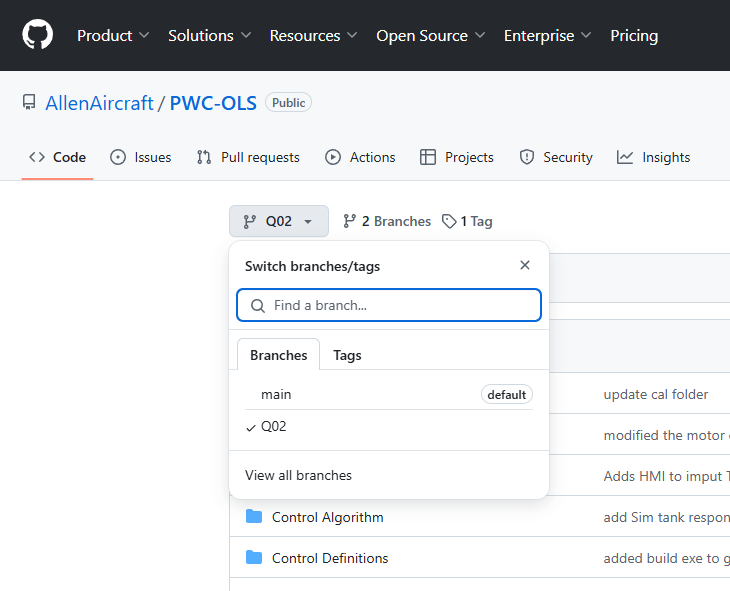 Product Solutions Resources Open Source Enterprise Pricing
AllenAircraft / PWC-OLS Public
Code Issues Pull requests Actions Projects Security Insights
Q02 2 Branches 1 Tag
Switch branches/tags
Find a branch...
Branches Tags
main default update cal folder
Q02 modified the motor
View all branches Adds HMI to imput
Control Algorithm add Sim tank respon
Control Definitions added build exe to g